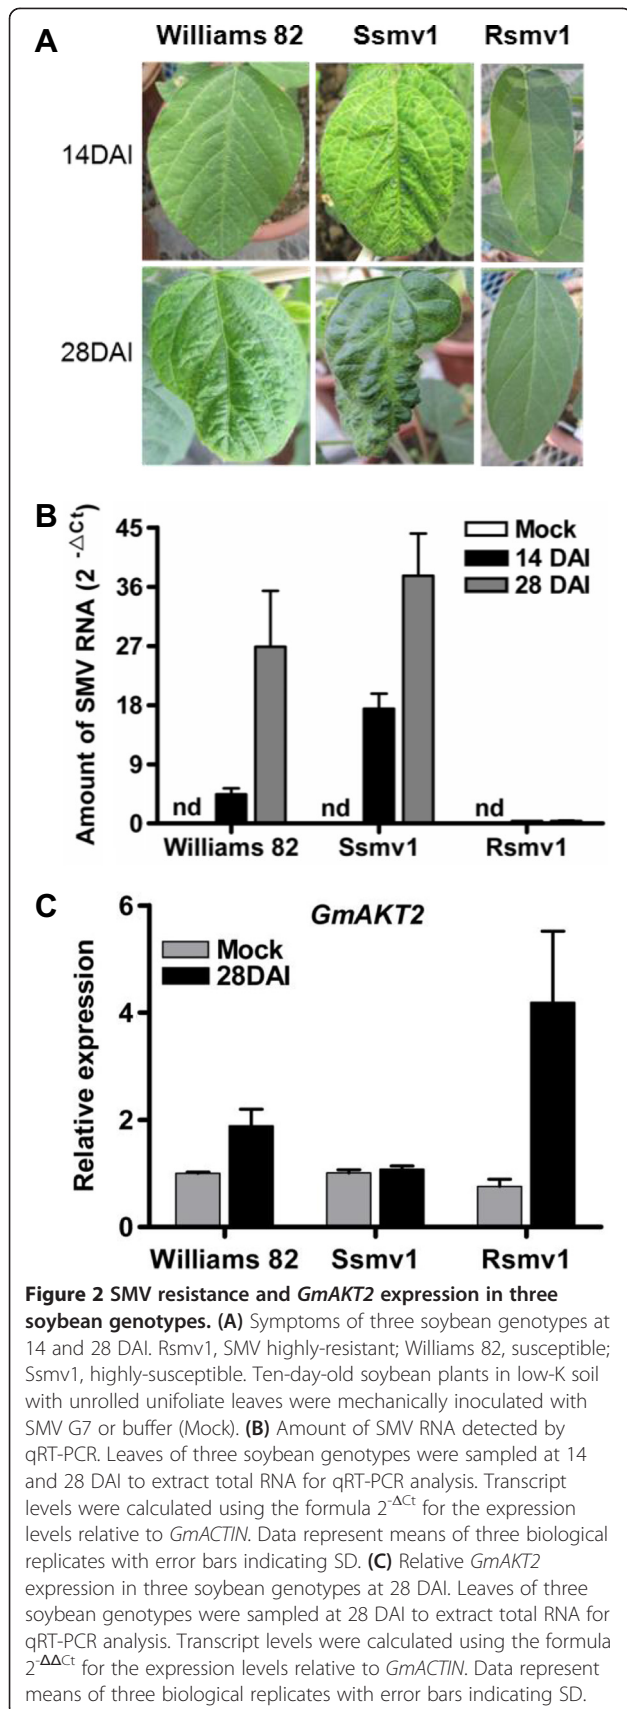 A
Williams 82 Ssmv1 Rsmv1
14DAI
28DAI
B
Amount of SMV RNA (2 -△Ct)
45
36
27
18
9
0
Mock
14 DAI
28 DAI
nd nd nd
Williams 82 Ssmv1 Rsmv1
C
GmAKT2
Relative expression
6
4
2
0
Mock
28DAI
Williams 82 Ssmv1 Rsmv1
Figure 2 SMV resistance and GmAKT2 expression in three
soybean genotypes. (A) Symptoms of three soybean genotypes at
14 and 28 DAI. Rsmv1, SMV highly-resistant; Williams 82, susceptible;
Ssmv1, highly-susceptible. Ten-day-old soybean plants in low-K soil
with unrolled unifoliate leaves were mechanically inoculated with
SMV G7 or buffer (Mock). (B) Amount of SMV RNA detected by
qRT-PCR. Leaves of three soybean genotypes were sampled at 14
and 28 DAI to extract total RNA for qRT-PCR analysis. Transcript
levels were calculated using the formula 2-ΔCt for the expression
levels relative to GmACTIN. Data represent means of three biological
replicates with error bars indicating SD. (C) Relative GmAKT2
expression in three soybean genotypes at 28 DAI. Leaves of three
soybean genotypes were sampled at 28 DAI to extract total RNA for
qRT-PCR analysis. Transcript levels were calculated using the formula
2-ΔΔCt for the expression levels relative to GmACTIN. Data represent
means of three biological replicates with error bars indicating SD.